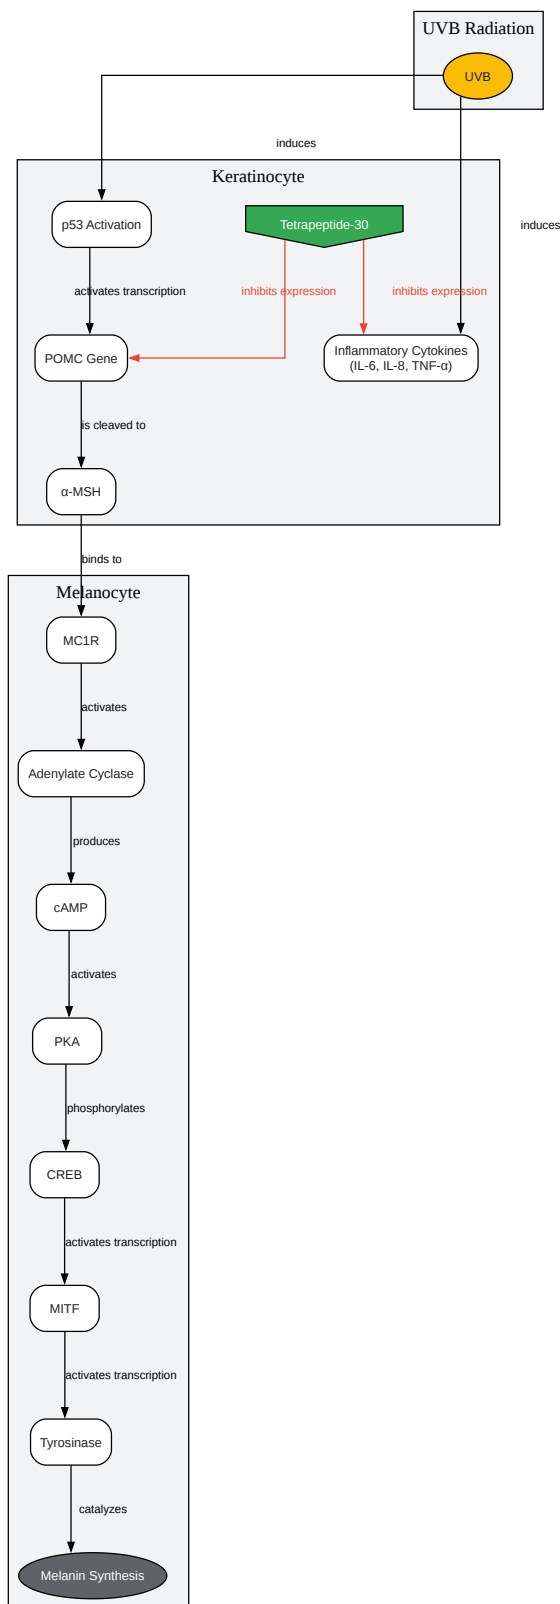 UVB Radiation
UVB
induces
Keratinocyte
p53 Activation
Tetrapeptide-30
induces
activates transcription
inhibits expression
inhibits expression
POMC Gene
Inflammatory Cytokines
(IL-6, IL-8, TNF-α)
is cleaved to
α-MSH
binds to
Melanocyte
MC1R
activates
Adenylate Cyclase
produces
cAMP
activates
PKA
phosphorylates
CREB
activates transcription
MITF
activates transcription
Tyrosinase
catalyzes
Melanin Synthesis